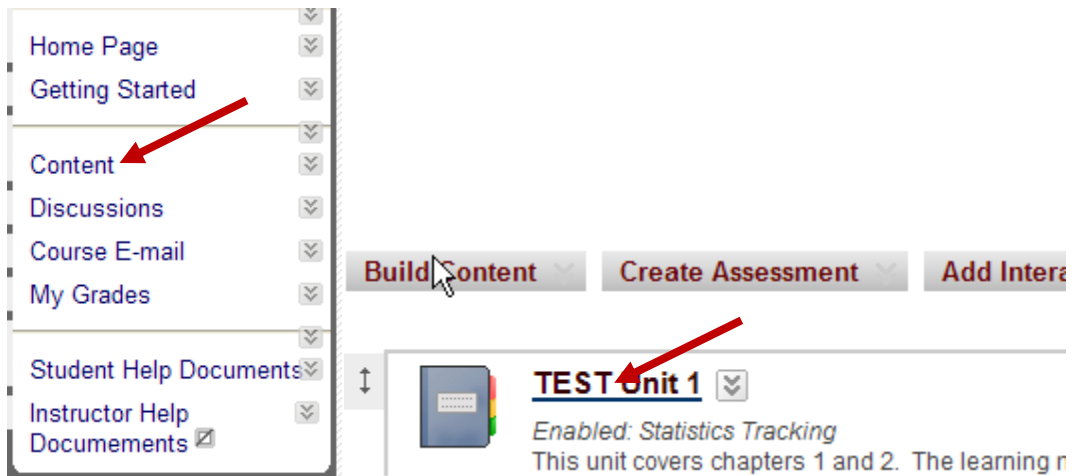 Home Page
Getting Started
Content
Discussions
Course E-mail
My Grades
Student Help Documents
Instructor Help
Documements
Build Content
Create Assessment
Add Intera
TEST Unit 1
Enabled: Statistics Tracking
This unit covers chapters 1 and 2. The learning n